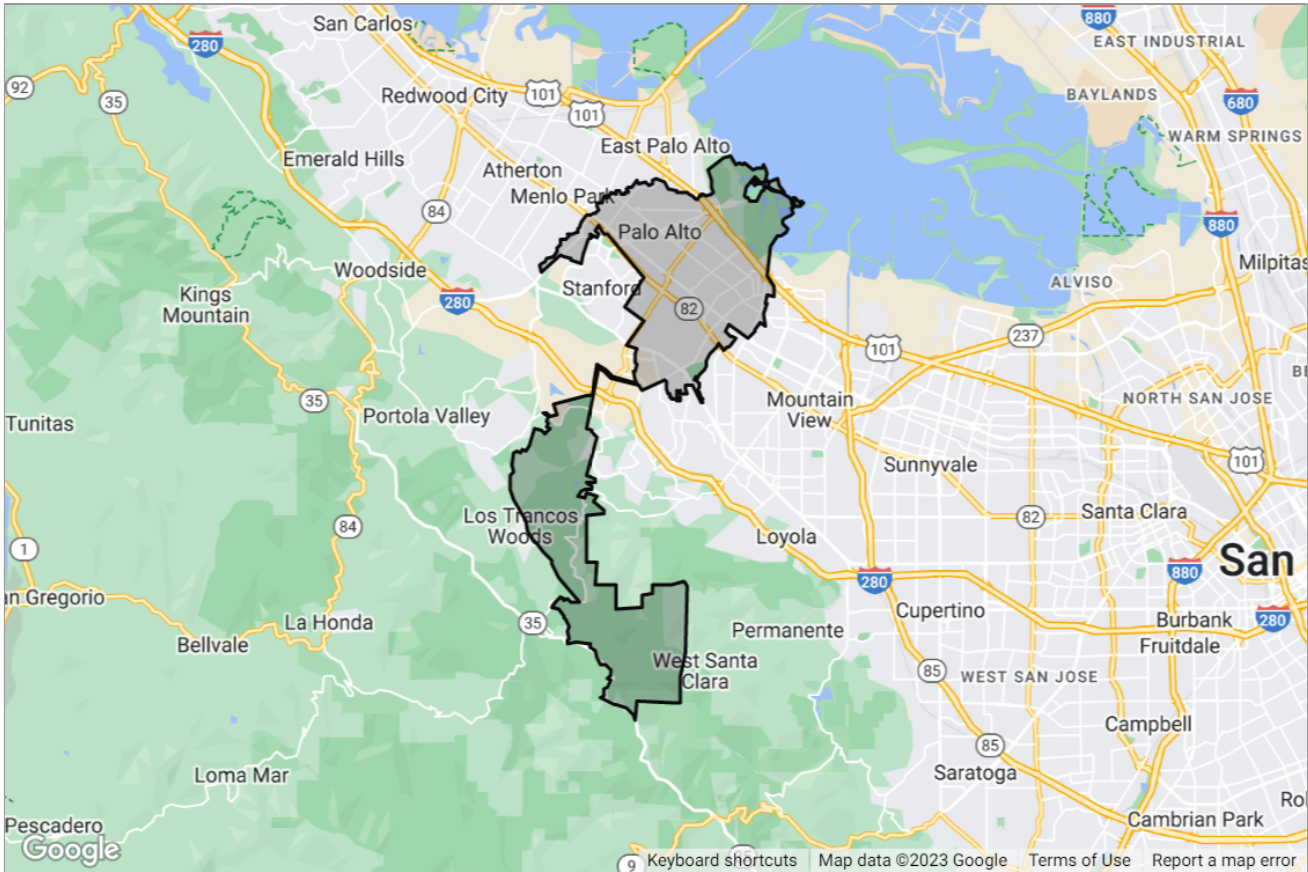 San Carlos
880
EAST INDUSTRIAL
280
92
35
Redwood City
101
101
BAYLANDS
680
WARM SPRINGS
East Palo Alto
Emerald Hills
Atherton
Menlo Park
84
880
Palo Alto
Woodside
280
Stanford
Milpitas
ALVISO
Kings
Mountain
82
237
101
35
Mountain
View
NORTH SAN JOSE
Tunitas
Portola Valley
Sunnyvale
101
Los Trancos
Woods
84
82
Santa Clara
1
Loyola
San
280
880
Cupertino
280
Burbank
Fruitdale
La Honda
35
Permanente
Bellvale
West Santa
Clara
85
WEST SAN JOSE
Campbell
85
Saratoga
Loma Mar
Cambrian Park
Pescadero
Google
9
Keyboard shortcuts
Map data ©2023 Google
Terms of Use
Report a map error